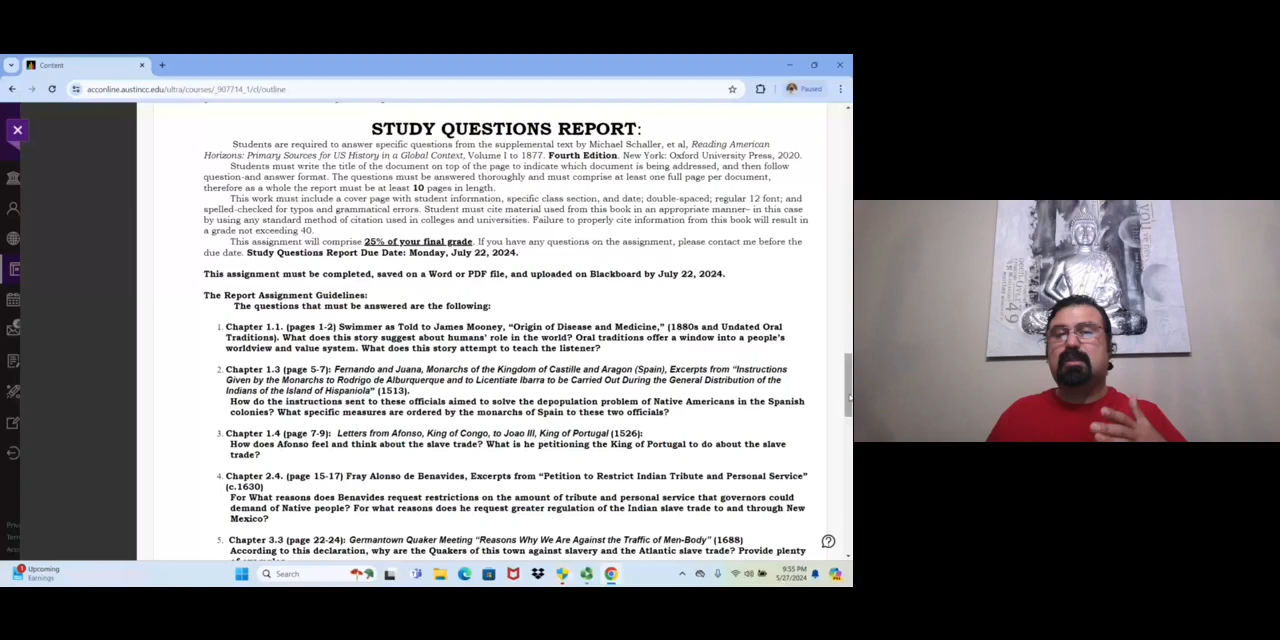 Content
acconline.austincc.edu/ultra/courses/_907714_1/cl/outline
Paused
STUDY QUESTIONS REPORT:
Students are required to answer specific questions from the supplemental text by Michael Schaller, et al, Reading American
Horizons: Primary Sources for US History in a Global Context, Volume I to 1877. Fourth Edition. New York: Oxford University Press, 2020.
Students must write the title of the document on top of the page to indicate which document is being addressed, and then follow
question-and answer format. The questions must be answered thoroughly and must comprise at least one full page per document,
therefore as a whole the report must be at least 10 pages in length.
This work must include a cover page with student information, specific class section, and date; double-spaced; regular 12 font; and
spelled-checked for typos and grammatical errors. Student must cite material used from this book in an appropriate manner– in this case
by using any standard method of citation used in colleges and universities. Failure to properly cite information from this book will result in
a grade not exceeding 40.
This assignment will comprise 25% of your final grade. If you have any questions on the assignment, please contact me before the
due date. Study Questions Report Due Date: Monday, July 22, 2024.
This assignment must be completed, saved on a Word or PDF file, and uploaded on Blackboard by July 22, 2024.
The Report Assignment Guidelines:
The questions that must be answered are the following:
1. Chapter 1.1. (pages 1-2) Swimmer as Told to James Mooney, “Origin of Disease and Medicine,” (1880s and Undated Oral
Traditions). What does this story suggest about humans’ role in the world? Oral traditions offer a window into a people’s
worldview and value system. What does this story attempt to teach the listener?
2. Chapter 1.3 (page 5-7): Fernando and Juana, Monarchs of the Kingdom of Castille and Aragon (Spain), Excerpts from “Instructions
Given by the Monarchs to Rodrigo de Alburquerque and to Licentiate Ibarra to be Carried Out During the General Distribution of the
Indians of the Island of Hispaniola” (1513).
How do the instructions sent to these officials aimed to solve the depopulation problem of Native Americans in the Spanish
colonies? What specific measures are ordered by the monarchs of Spain to these two officials?
3. Chapter 1.4 (page 7-9): Letters from Afonso, King of Congo, to Joao III, King of Portugal (1526):
How does Afonso feel and think about the slave trade? What is he petitioning the King of Portugal to do about the slave
trade?
4. Chapter 2.4. (page 15-17) Fray Alonso de Benavides, Excerpts from “Petition to Restrict Indian Tribute and Personal Service”
(c.1630)
For What reasons does Benavides request restrictions on the amount of tribute and personal service that governors could
demand of Native people? For what reasons does he request greater regulation of the Indian slave trade to and through New
Mexico?
5. Chapter 3.3 (page 22-24): Germantown Quaker Meeting “Reasons Why We Are Against the Traffic of Men-Body” (1688)
According to this declaration, why are the Quakers of this town against slavery and the Atlantic slave trade? Provide plenty
Priv
Tern
Acc
Upcoming
Earnings
Search
9:55 PM
5/27/2024